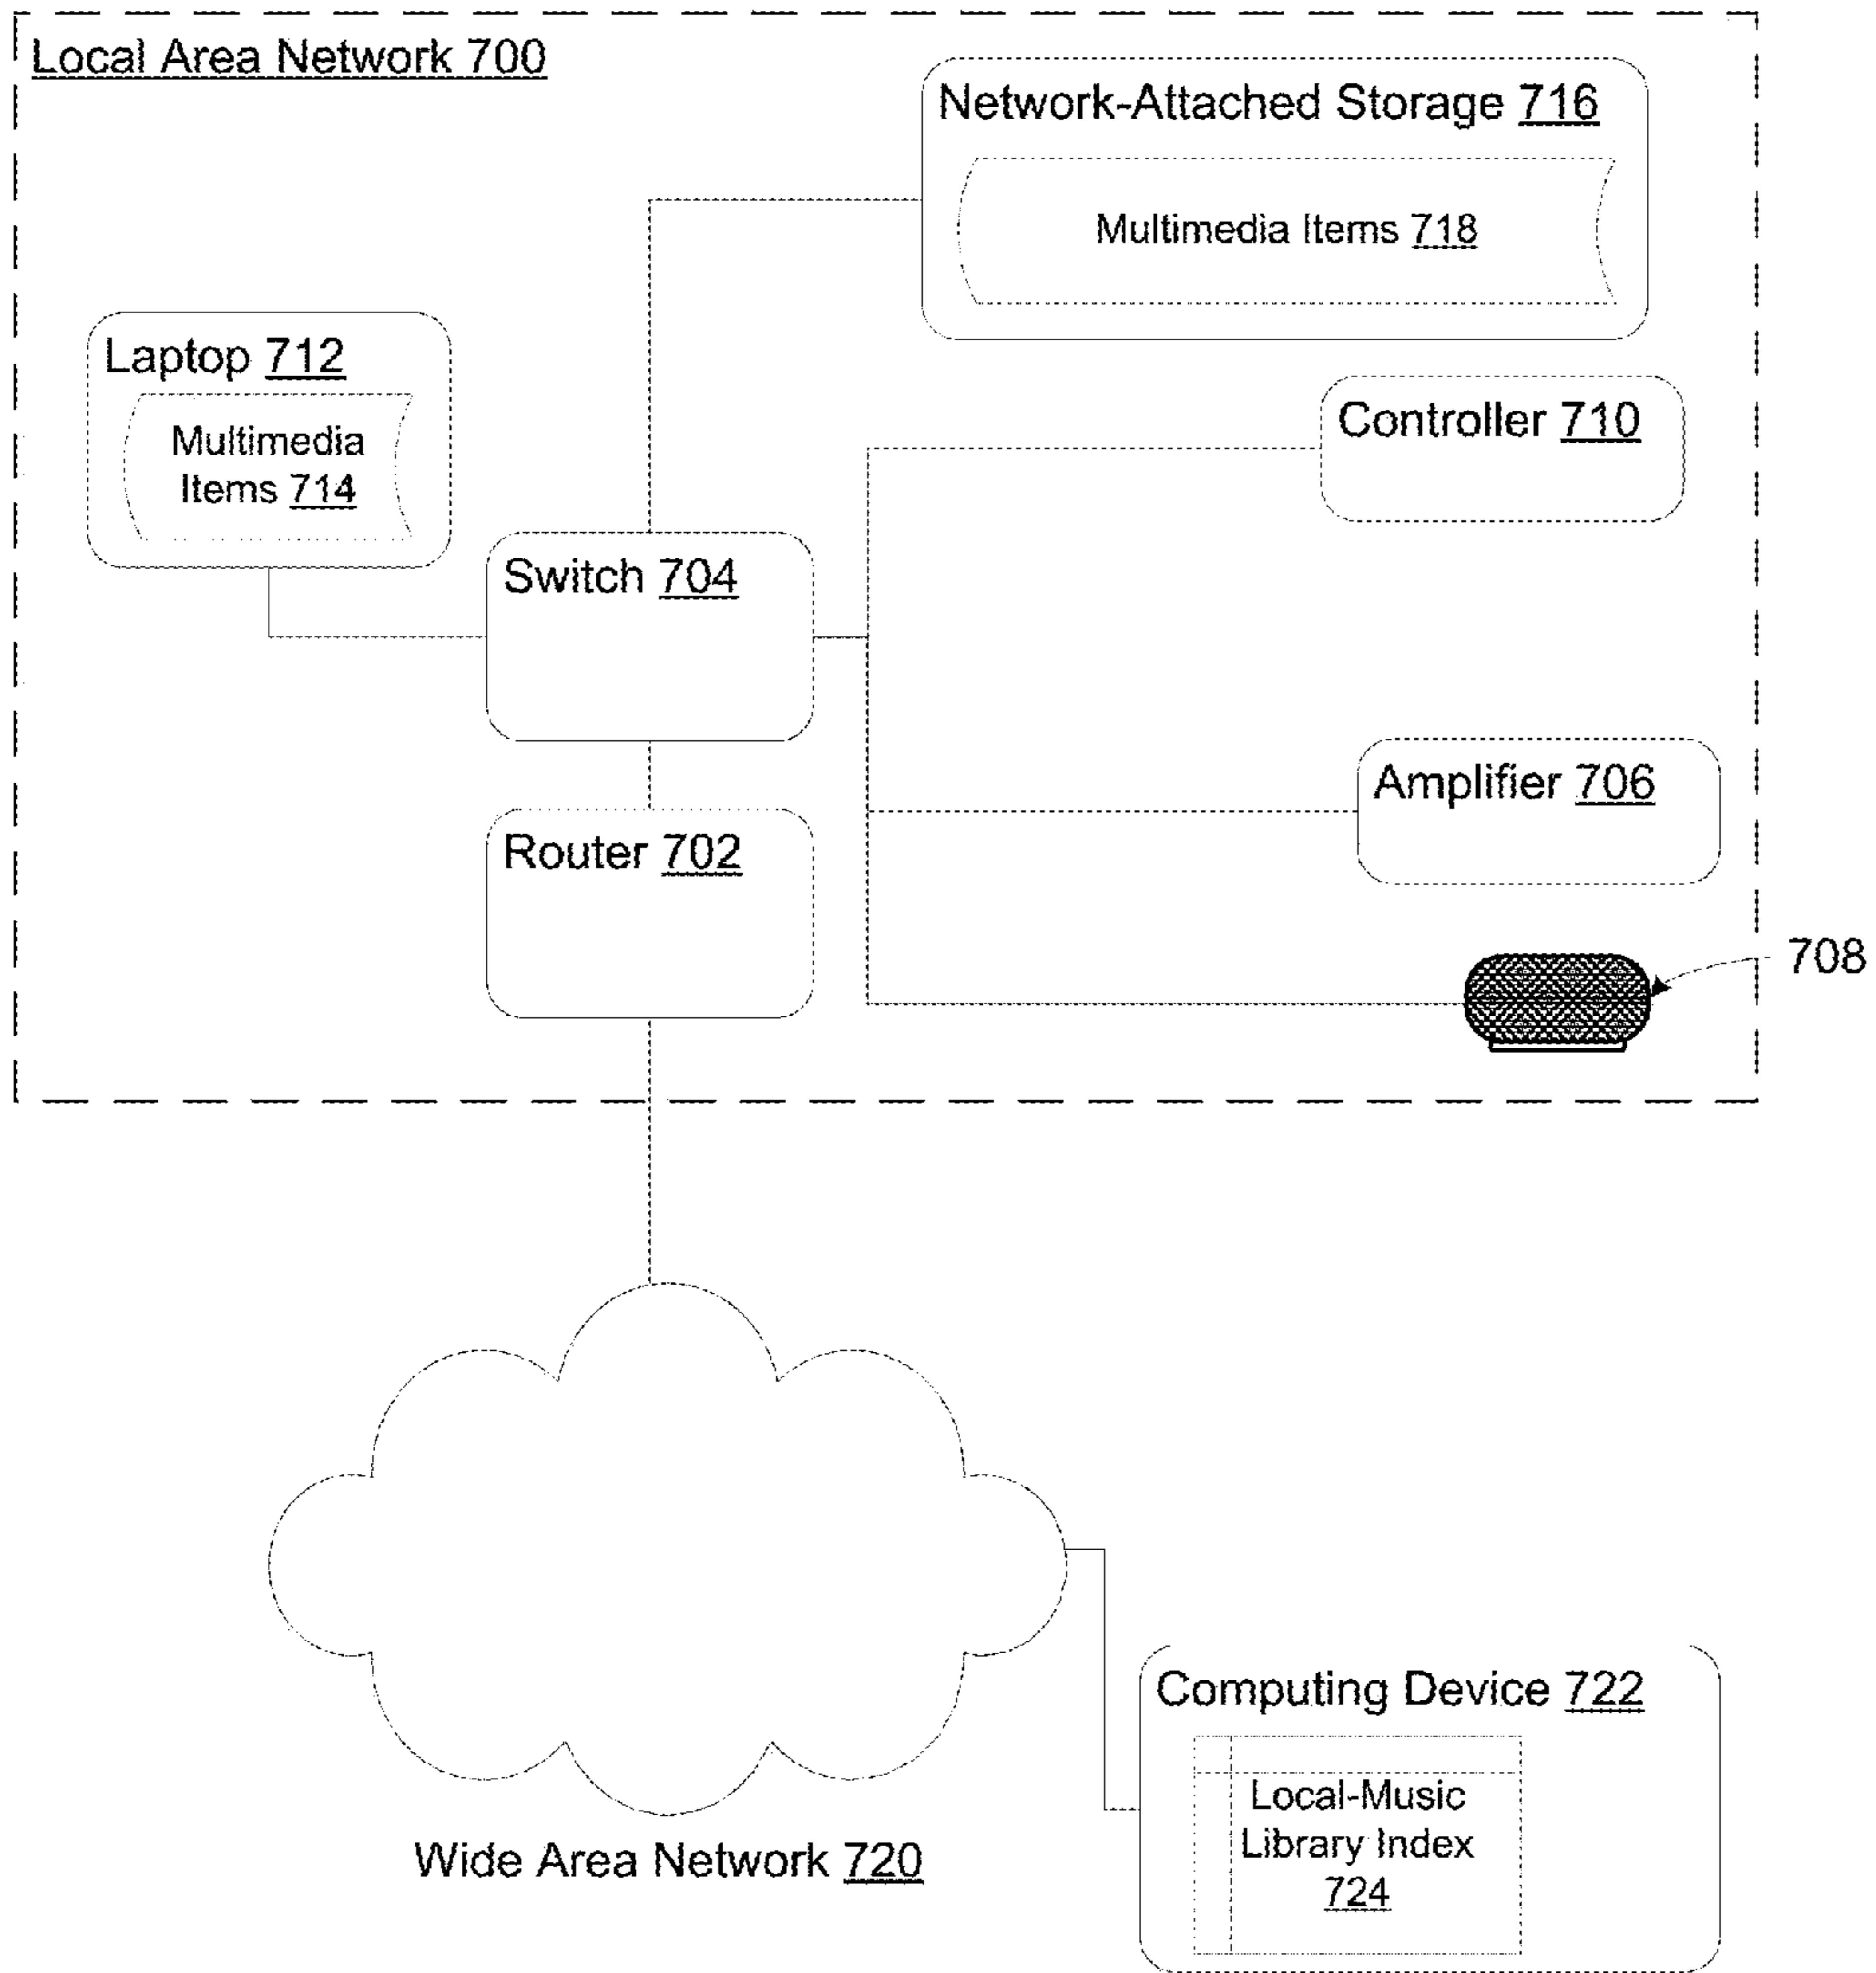 Local Area Network 700
Network-Attached Storage 716
Multimedia Items 718
Laptop 712
Multimedia
Items 714
Controller 710
Switch 704
Amplifier 706
Router 702
708
Wide Area Network 720
Computing Device 722
Local-Music
Library Index
724